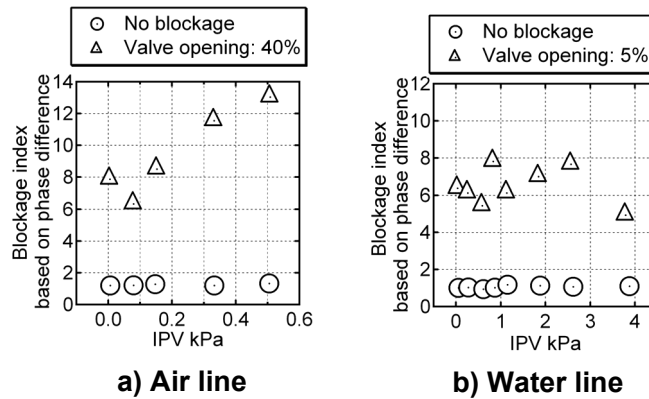 No blockage
Valve opening: 40%
Blockage index
based on phase difference
14
12
10
8
6
4
2
0
0.0
0.2
0.4
0.6
IPV kPa
a) Air line
No blockage
Valve opening: 5%
Blockage index
based on phase difference
10
8
6
4
2
0
0
1
2
3
4
IPV kPa
b) Water line